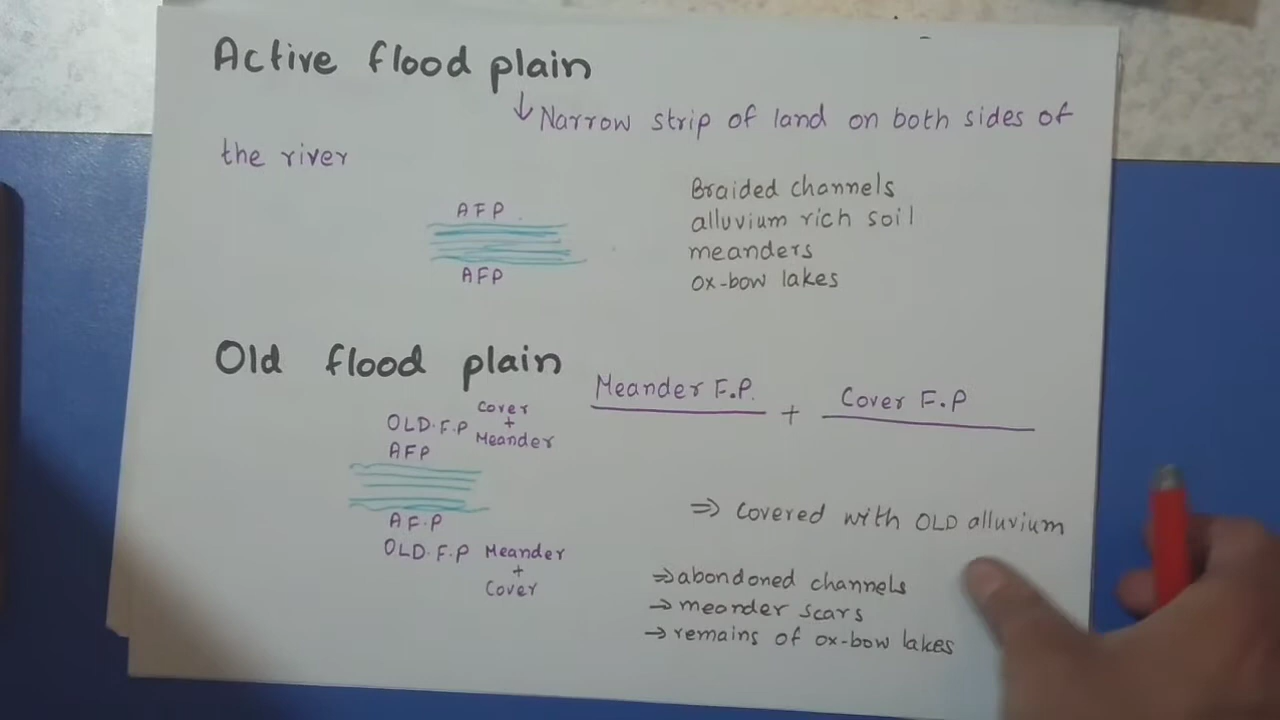 Active flood plain
↓ Narrow strip of land on both sides of
the river
AFP
AFP
Braided channels
alluvium rich soil
meanders
ox-bow lakes
Old flood plain
Meander F.P. + Cover F.P
OLD.F.P Cover + Meander
AFP
A.F.P
OLD.F.P Meander + Cover
⇒ covered with OLD alluvium
⇒ abondoned channels
→ meander scars
→ remains of ox-bow lakes